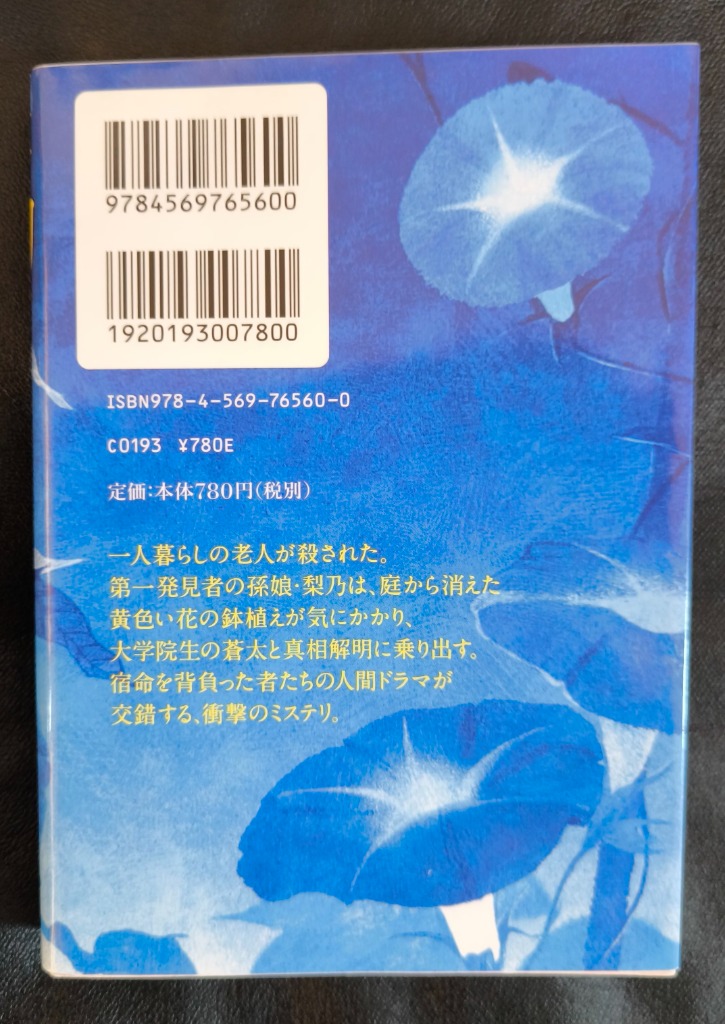 9784569765600
1920193007800
ISBN978-4-569-76560-0
C0193 ¥780E
定価:本体780円(税別)
一人暮らしの老人が殺された。
第一発見者の孫娘・梨乃は、庭から消えた
黄色い花の鉢植えが気にかかり、
大学院生の蒼太と真相解明に乗り出す。
宿命を背負った者たちの人間ドラマが
交錯する、衝撃のミステリ。